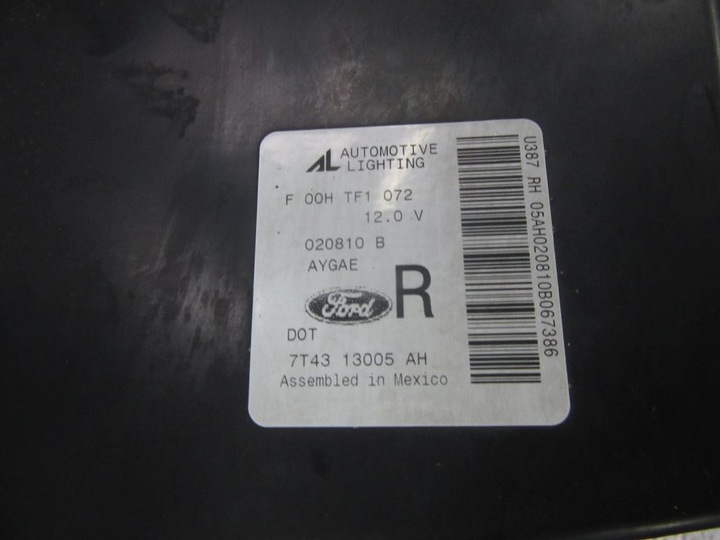 AL AUTOMOTIVE
LIGHTING
F 00H TF1 072
12.0 V
020810 B
AYGAE
Ford R
DOT
7T43 13005 AH
Assembled in Mexico
U387 RH 05AH020810B067386